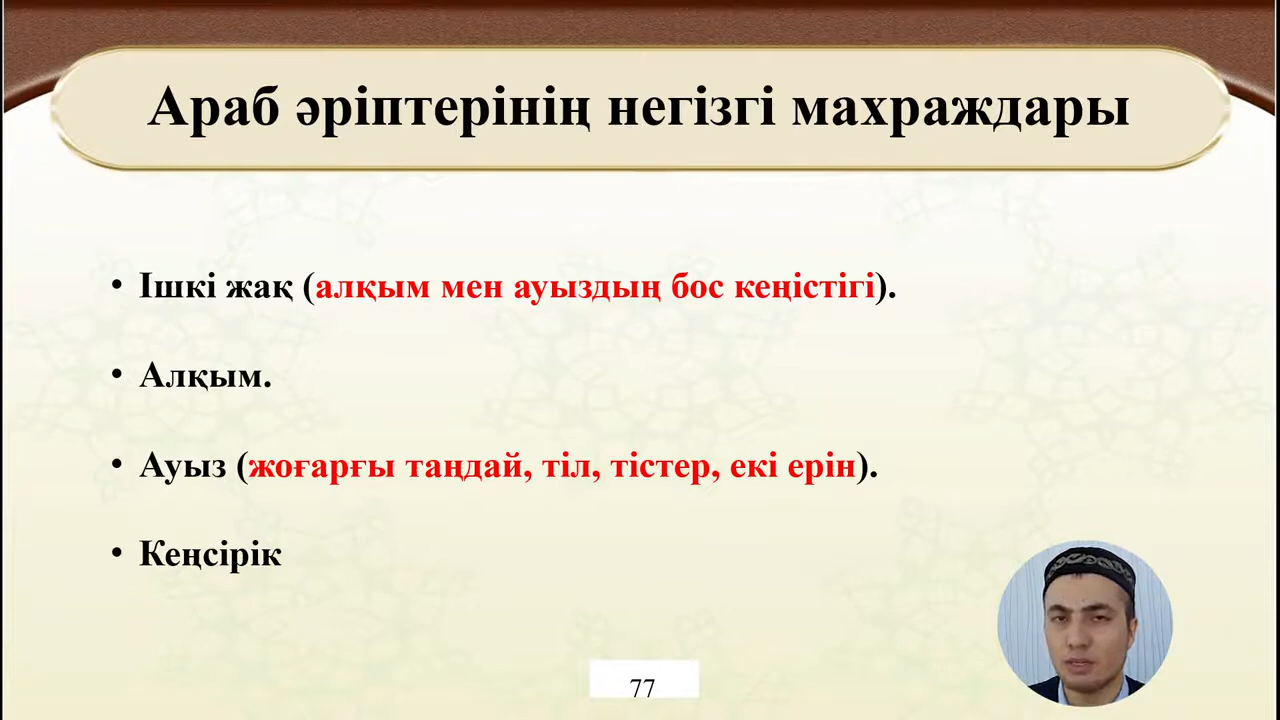 Араб әріптерінің негізгі махраждары
• Ішкі жақ (алқым мен ауыздың бос кеңістігі).
• Алқым.
• Ауыз (жоғарғы таңдай, тіл, тістер, екі ерін).
• Кеңсірік
77